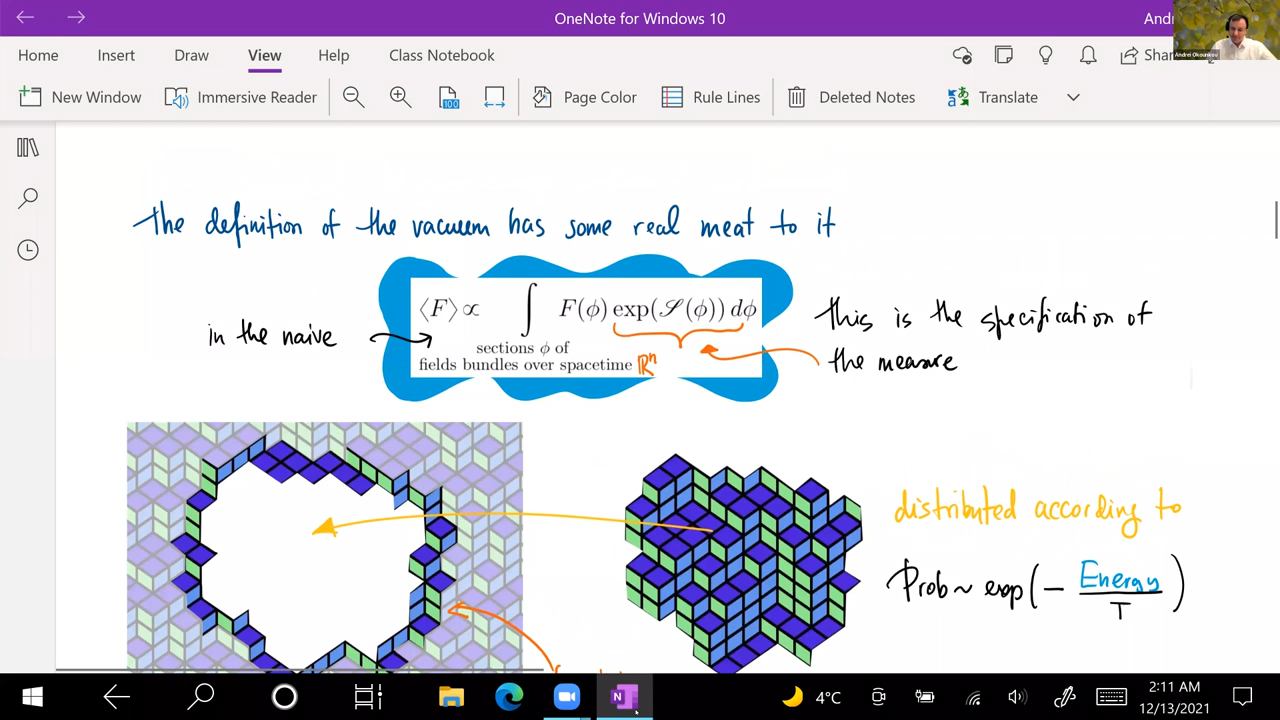 OneNote for Windows 10
Home Insert Draw View Help Class Notebook
New Window Immersive Reader 100 Page Color Rule Lines Deleted Notes Translate
the definition of the vacuum has some real meat to it
⟨F⟩ ∝ ∫ F(ϕ) exp(𝒮(ϕ)) dϕ
sections ϕ of
fields bundles over spacetime ℝⁿ
in the naive
this is the specification of
the measure
distributed according to
Prob ~ exp(− Energy/T)
4°C
2:11 AM
12/13/2021